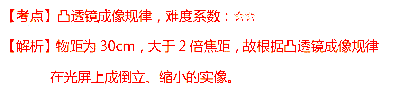 【考点】凸透镜成像规律，难度系数：☆☆
【解析】物距为 30cm，大于 2 倍焦距，故根据凸透镜成像规律
在光屏上成倒立、缩小的实像。